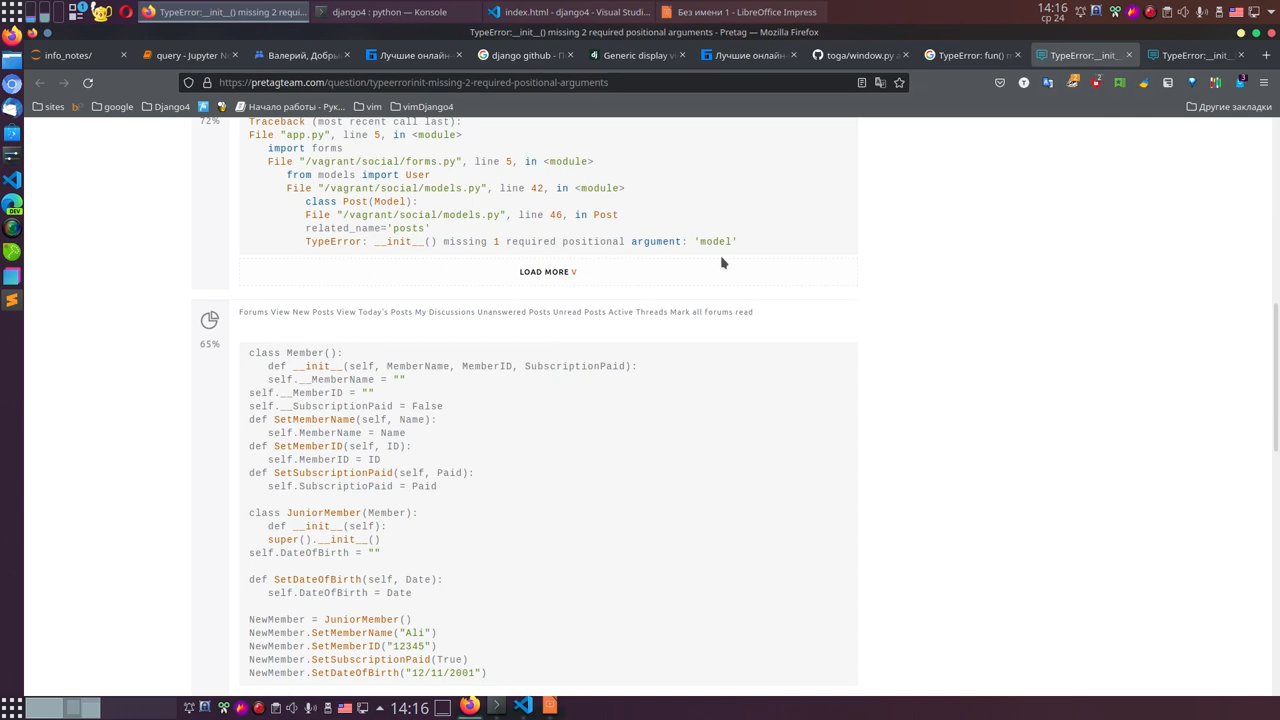 TypeError:__init__() missing 2 requi...
django4 : python — Konsole
index.html - django4 - Visual Studi...
Без имени 1 - LibreOffice Impress
14:16
ср 24
TypeError:__init__() missing 2 required positional arguments - Pretag — Mozilla Firefox
info_notes/
query - Jupyter N
Валерий, Добры
Лучшие онлайн
django github - П
Generic display v
Лучшие онлайн
toga/window.py a
TypeError: fun() m
TypeError:__init_
TypeError:__init_
https://pretagteam.com/question/typeerrorinit-missing-2-required-positional-arguments
sites
google
Django4
Начало работы - Рук...
vim
vimDjango4
Другие закладки
72%
Traceback (most recent call last):
File "app.py", line 5, in <module>
import forms
File "/vagrant/social/forms.py", line 5, in <module>
from models import User
File "/vagrant/social/models.py", line 42, in <module>
class Post(Model):
File "/vagrant/social/models.py", line 46, in Post
related_name='posts'
TypeError: __init__() missing 1 required positional argument: 'model'
LOAD MORE V
Forums View New Posts View Today's Posts My Discussions Unanswered Posts Unread Posts Active Threads Mark all forums read
65%
class Member():
def __init__(self, MemberName, MemberID, SubscriptionPaid):
self.__MemberName = ""
self.__MemberID = ""
self.__SubscriptionPaid = False
def SetMemberName(self, Name):
self.MemberName = Name
def SetMemberID(self, ID):
self.MemberID = ID
def SetSubscriptionPaid(self, Paid):
self.SubscriptioPaid = Paid
class JuniorMember(Member):
def __init__(self):
super().__init__()
self.DateOfBirth = ""
def SetDateOfBirth(self, Date):
self.DateOfBirth = Date
NewMember = JuniorMember()
NewMember.SetMemberName("Ali")
NewMember.SetMemberID("12345")
NewMember.SetSubscriptionPaid(True)
NewMember.SetDateOfBirth("12/11/2001")
14:16